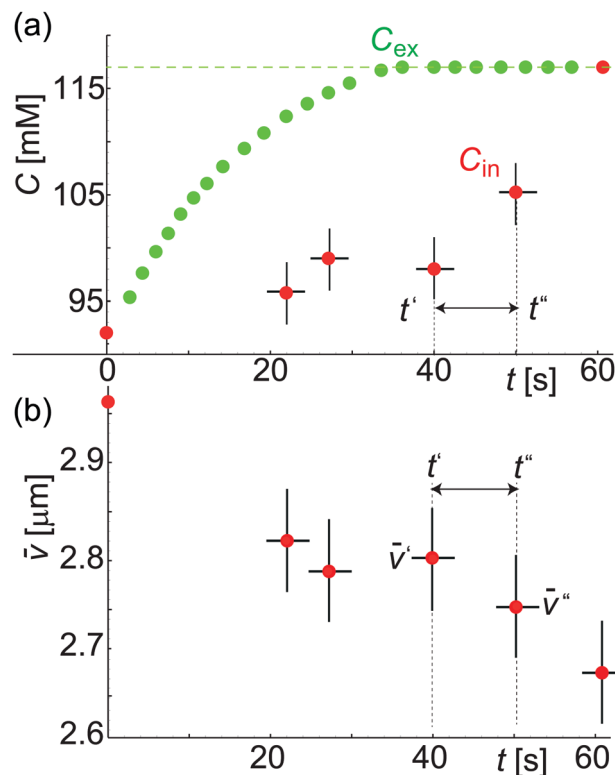 (a)
C [mM]
115
105
95
C_ex
C_in
t‘
t“
0
20
40
60
t [s]
(b)
v̄ [μm]
2.9
2.8
2.7
2.6
t‘
t“
v̄‘
v̄“
20
40
60
t [s]